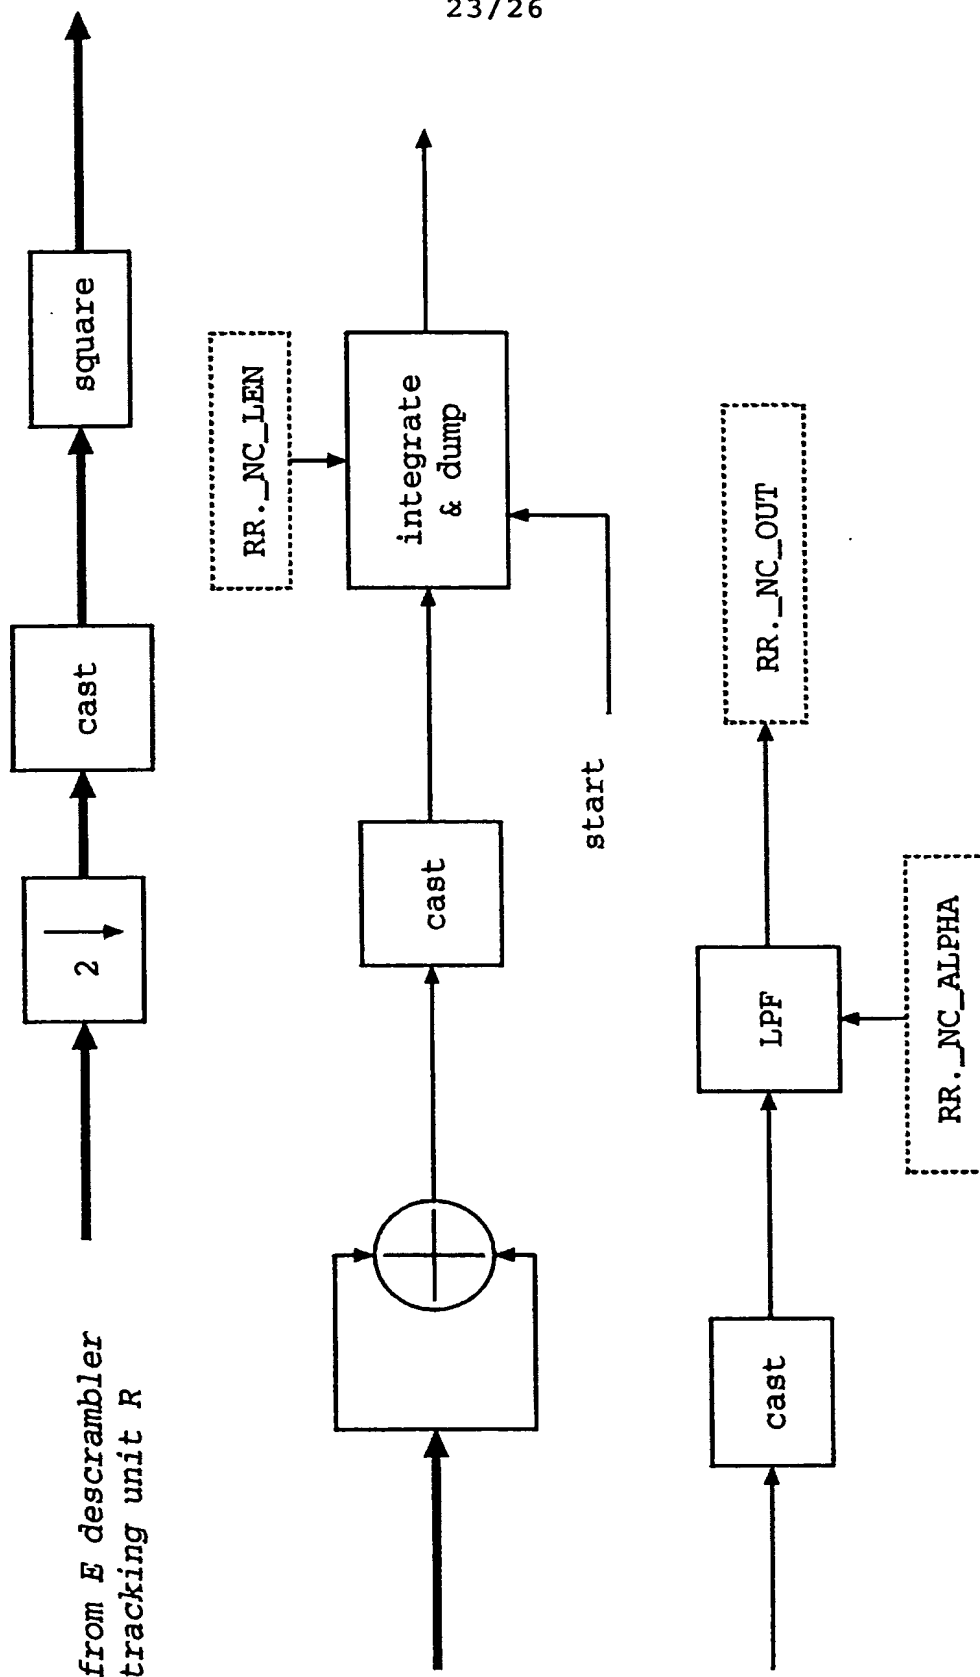 23/26
from E descrambler
tracking unit R
2
cast
square
cast
integrate
& dump
RR._NC_LEN
start
cast
LPF
RR._NC_ALPHA
RR._NC_OUT